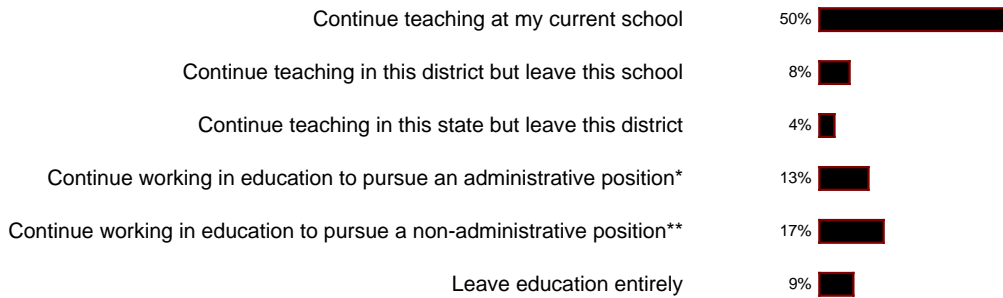 Continue teaching at my current school 50%
Continue teaching in this district but leave this school 8%
Continue teaching in this state but leave this district 4%
Continue working in education to pursue an administrative position* 13%
Continue working in education to pursue a non-administrative position** 17%
Leave education entirely 9%